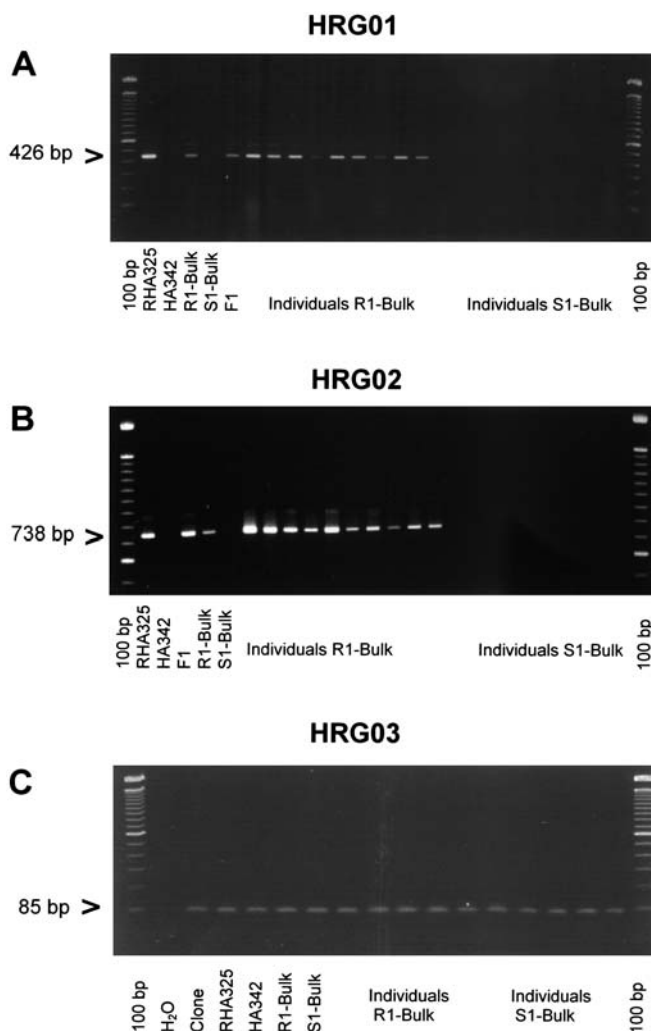 HRG01
A
426 bp >
100 bp
RHA325
HA342
R1-Bulk
S1-Bulk
F1
Individuals R1-Bulk
Individuals S1-Bulk
100 bp
HRG02
B
738 bp >
100 bp
RHA325
HA342
F1
R1-Bulk
S1-Bulk
Individuals R1-Bulk
Individuals S1-Bulk
100 bp
HRG03
C
85 bp >
100 bp
H₂O
Clone
RHA325
HA342
R1-Bulk
S1-Bulk
Individuals
R1-Bulk
Individuals
S1-Bulk
100 bp